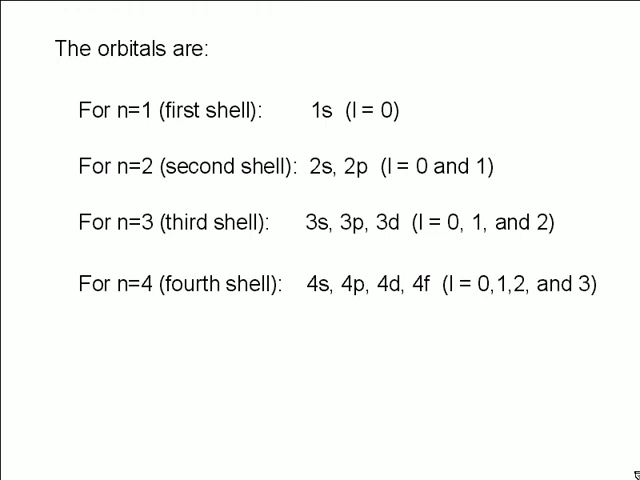 The orbitals are:
For n=1 (first shell): 1s (l = 0)
For n=2 (second shell): 2s, 2p (l = 0 and 1)
For n=3 (third shell): 3s, 3p, 3d (l = 0, 1, and 2)
For n=4 (fourth shell): 4s, 4p, 4d, 4f (l = 0,1,2, and 3)